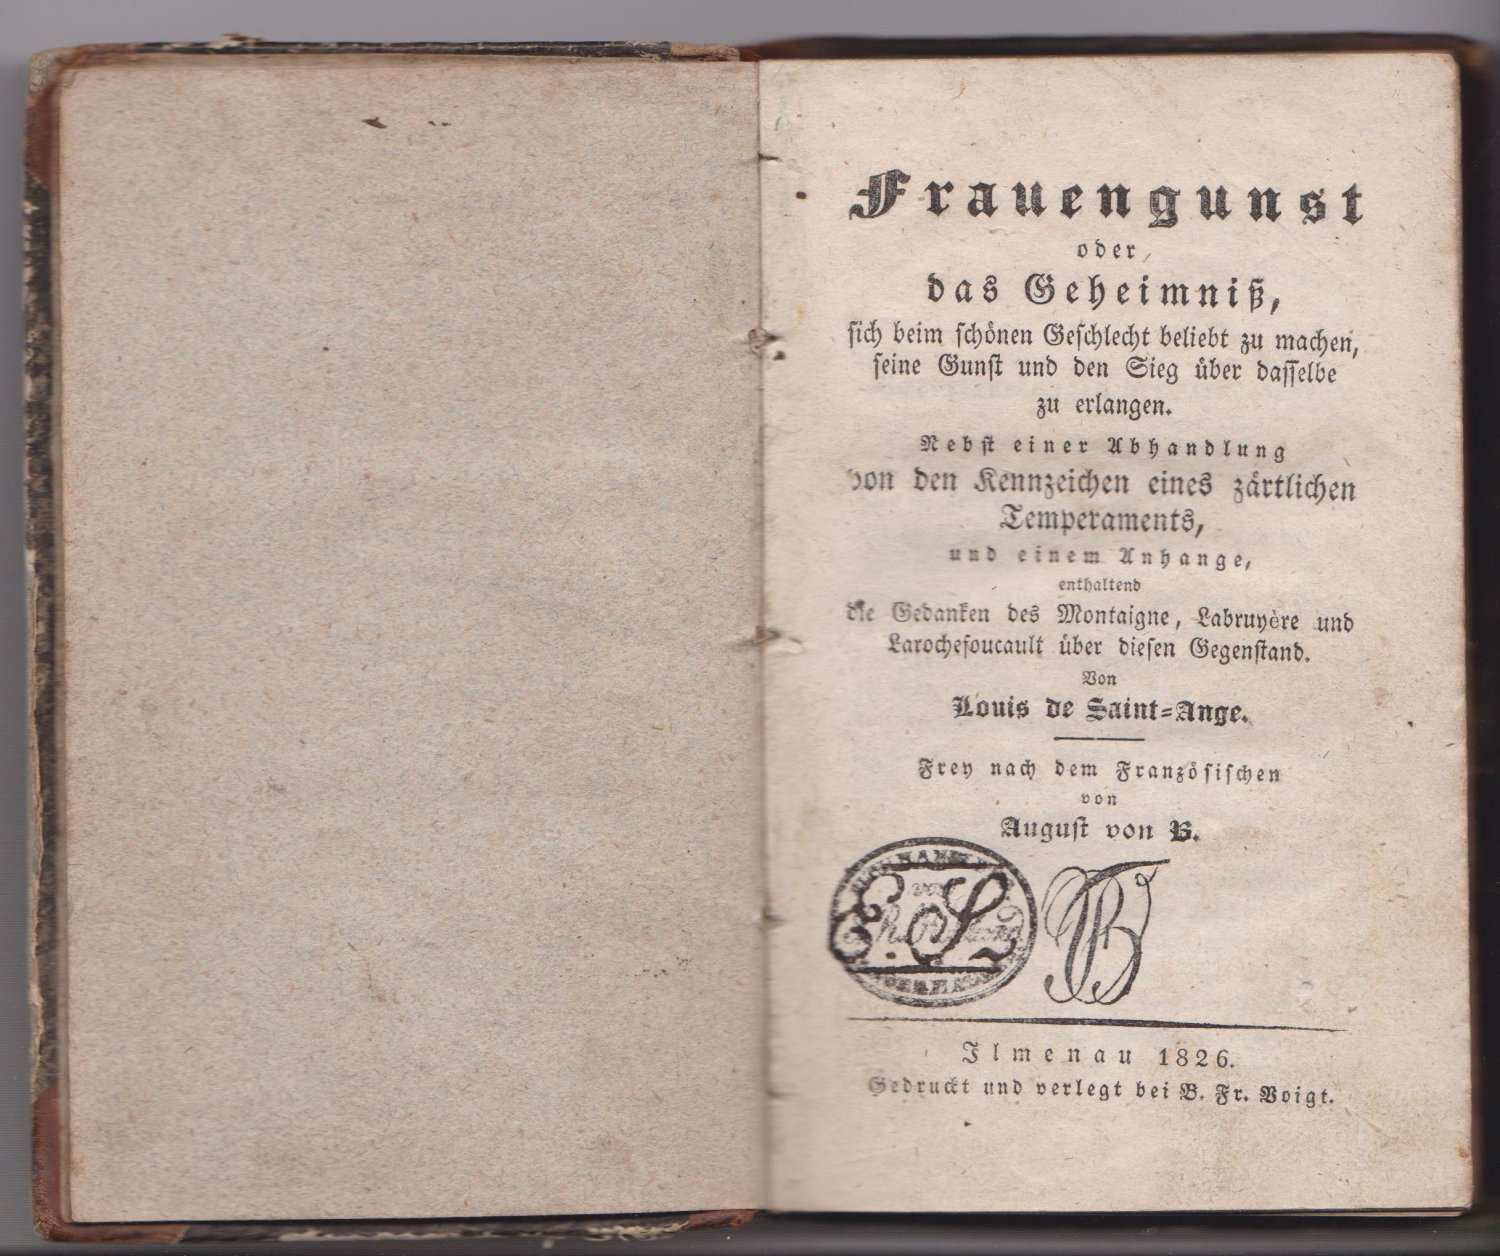 Frauengunst
oder
das Geheimniß,
sich beim schönen Geschlecht beliebt zu machen,
seine Gunst und den Sieg über dasselbe
zu erlangen.
Nebst einer Abhandlung
von den Kennzeichen eines zärtlichen
Temperaments,
und einem Anhange,
enthaltend
die Gedanken des Montaigne, Labruyère und
Larochefoucault über diesen Gegenstand.
Von
Louis de Saint-Ange.
Frey nach dem Französischen
von
August von B.
E. S.
Ilmenau 1826.
Gedruckt und verlegt bei B. Fr. Voigt.